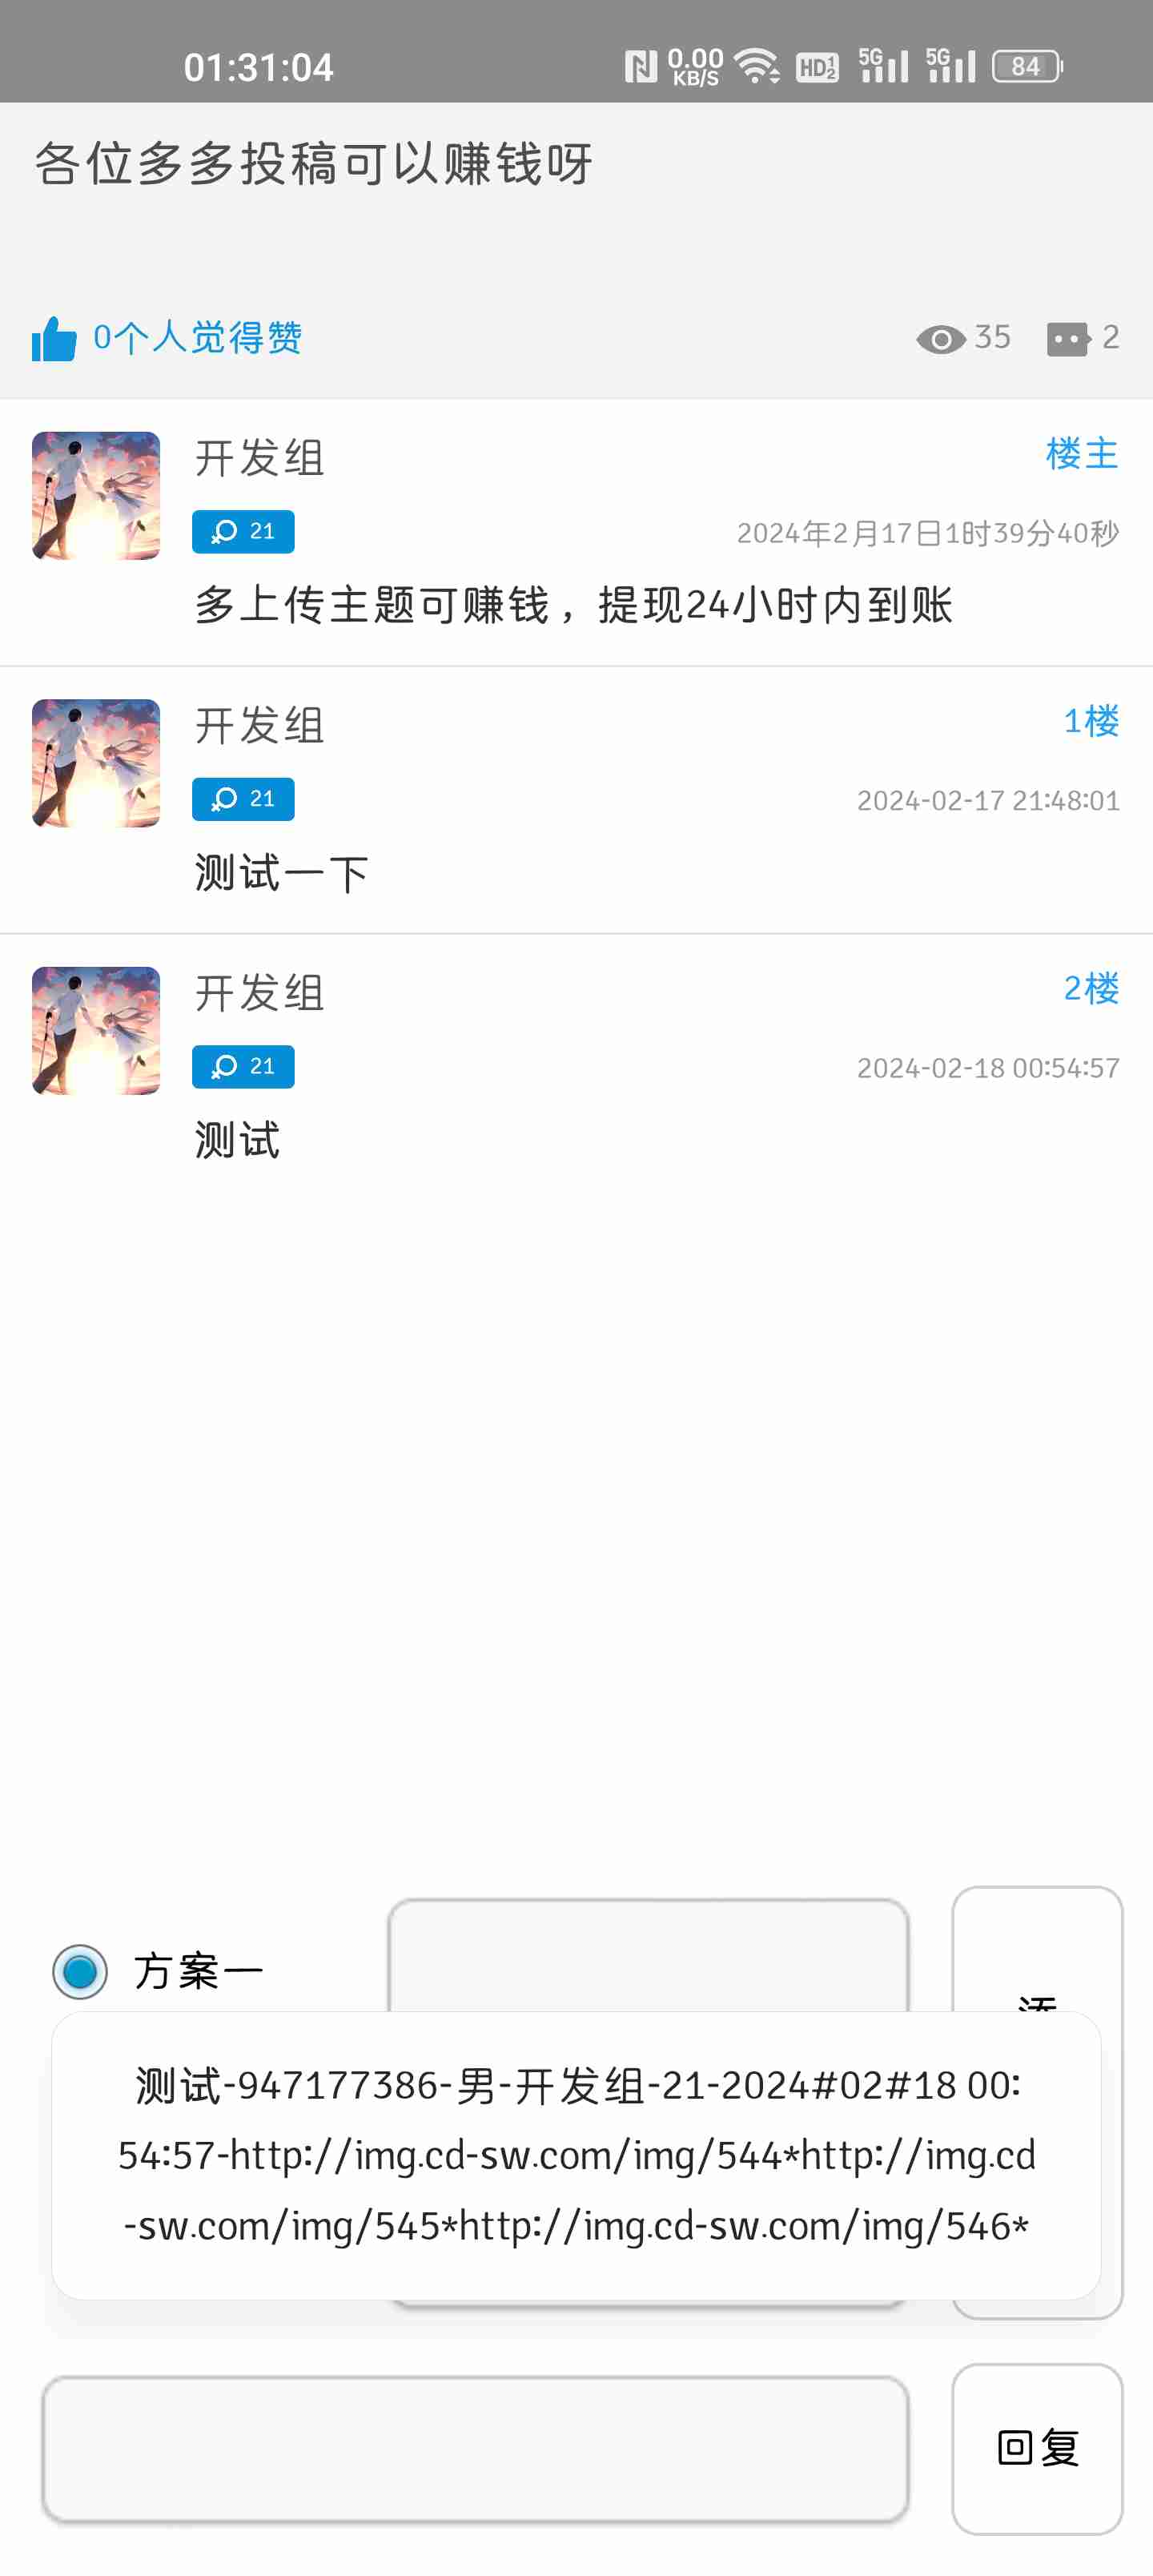 01:31:04
0.00
KB/S
HD 1 2
5G
5G
84
各位多多投稿可以赚钱呀
0个人觉得赞
35
2
开发组
楼主
21
2024年2月17日1时39分40秒
多上传主题可赚钱，提现24小时内到账
开发组
1楼
21
2024-02-17 21:48:01
测试一下
开发组
2楼
21
2024-02-18 00:54:57
测试
方案一
测试-947177386-男-开发组-21-2024#02#18 00:
54:57-http://img.cd-sw.com/img/544*http://img.cd
-sw.com/img/545*http://img.cd-sw.com/img/546*
回复